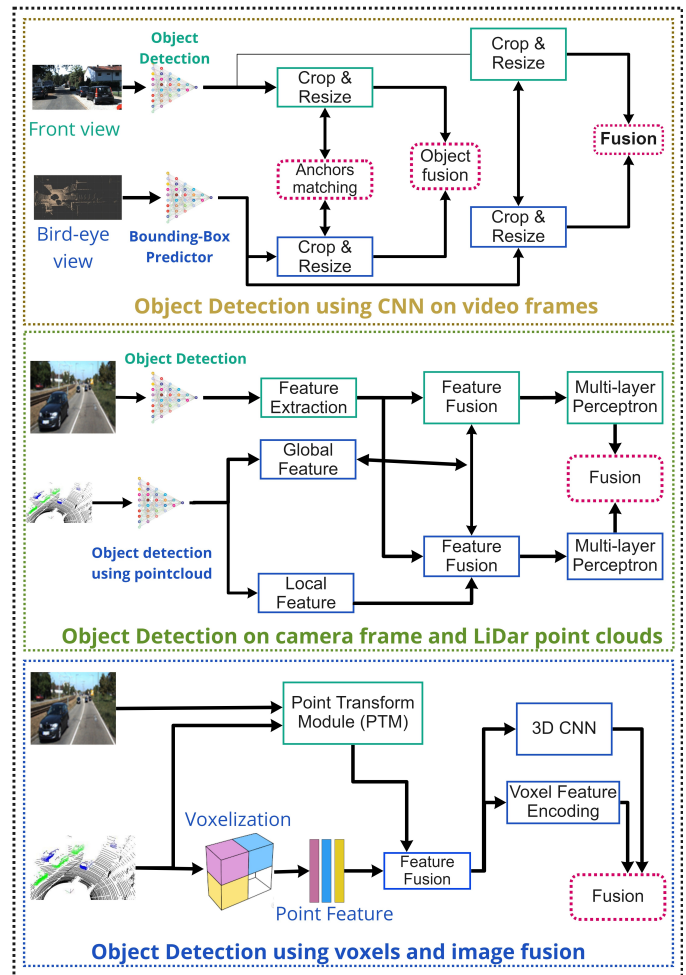 Object
Detection
Front view
Crop &
Resize
Crop &
Resize
Anchors
matching
Object
fusion
Fusion
Bird-eye
view
Bounding-Box
Predictor
Crop &
Resize
Crop &
Resize
Object Detection using CNN on video frames
Object Detection
Feature
Extraction
Feature
Fusion
Multi-layer
Perceptron
Global
Feature
Fusion
Object detection
using pointcloud
Local
Feature
Feature
Fusion
Multi-layer
Perceptron
Object Detection on camera frame and LiDar point clouds
Point Transform
Module (PTM)
3D CNN
Voxelization
Voxel Feature
Encoding
Point Feature
Feature
Fusion
Fusion
Object Detection using voxels and image fusion